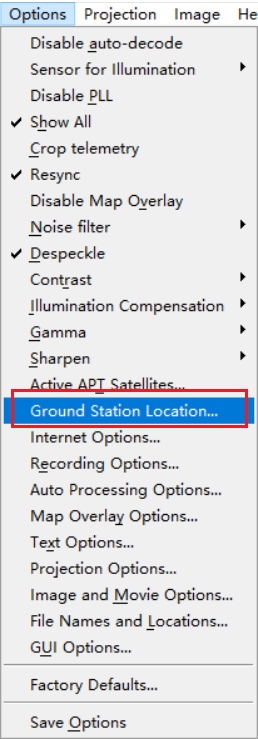 Options Projection Image He
Disable auto-decode
Sensor for Illumination
Disable PLL
Show All
Crop telemetry
Resync
Disable Map Overlay
Noise filter
Despeckle
Contrast
Illumination Compensation
Gamma
Sharpen
Active APT Satellites...
Ground Station Location...
Internet Options...
Recording Options...
Auto Processing Options...
Map Overlay Options...
Text Options...
Projection Options...
Image and Movie Options...
File Names and Locations...
GUI Options...
Factory Defaults...
Save Options